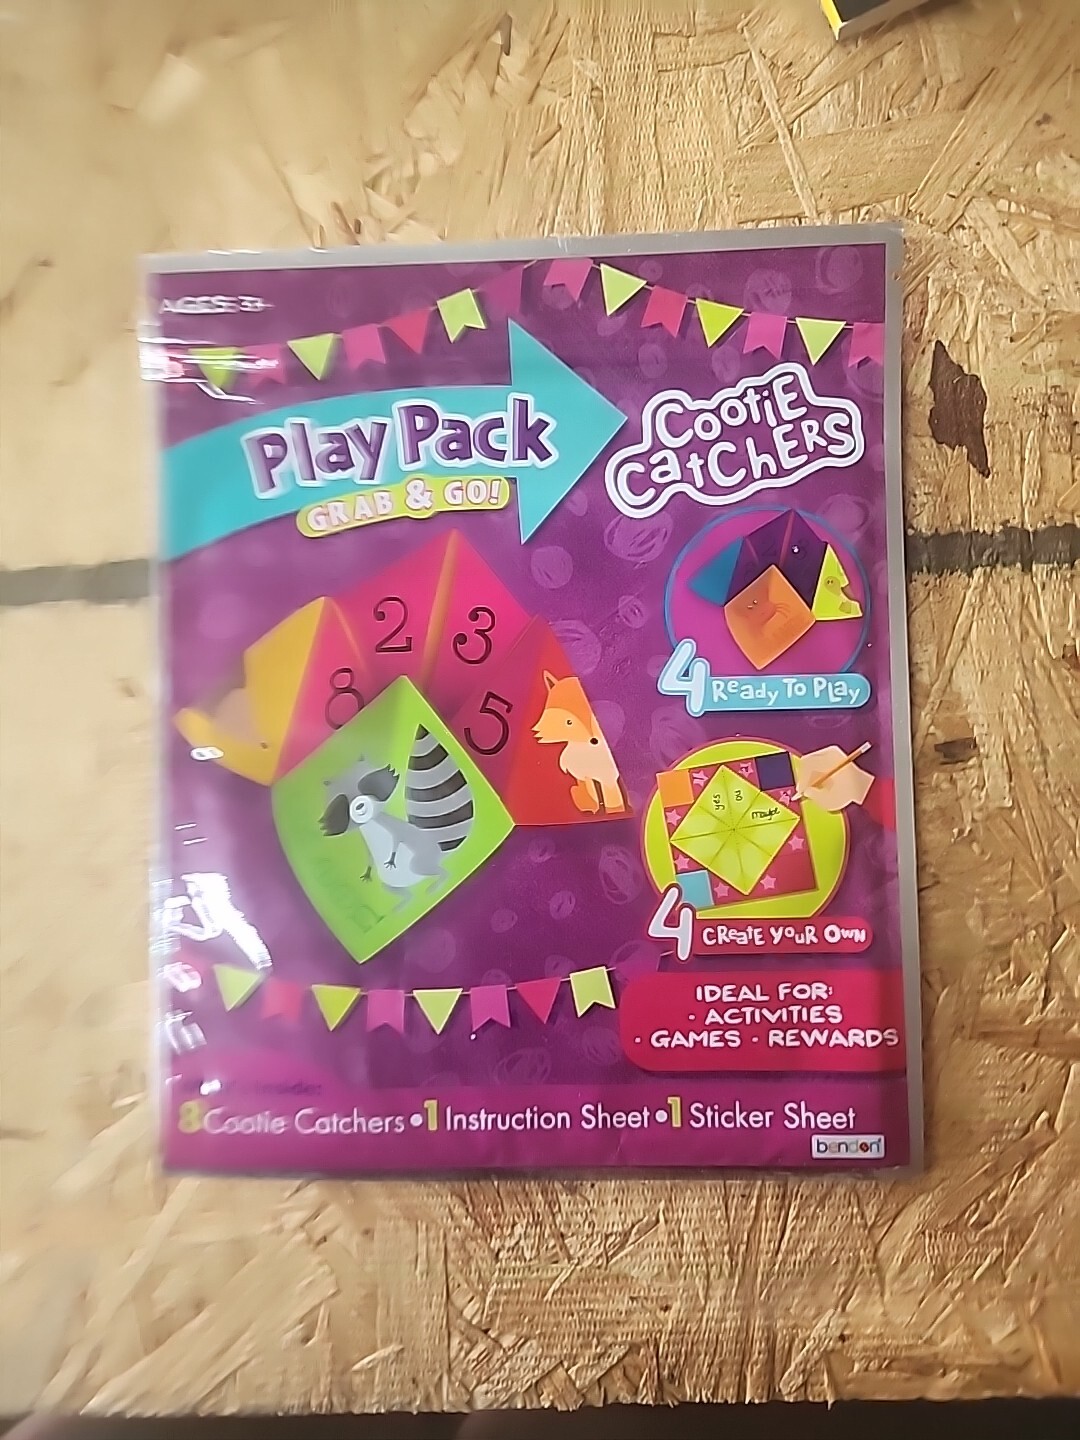 AGES: 3+
Play Pack
GRAB & GO!
Cootie
CatChERS
2
3
8
5
4 Ready To Play
yes
no
maybe
4 Create Your Own
IDEAL FOR:
· ACTIVITIES
· GAMES · REWARDS
Inside:
8 Cootie Catchers • 1 Instruction Sheet • 1 Sticker Sheet
bendon